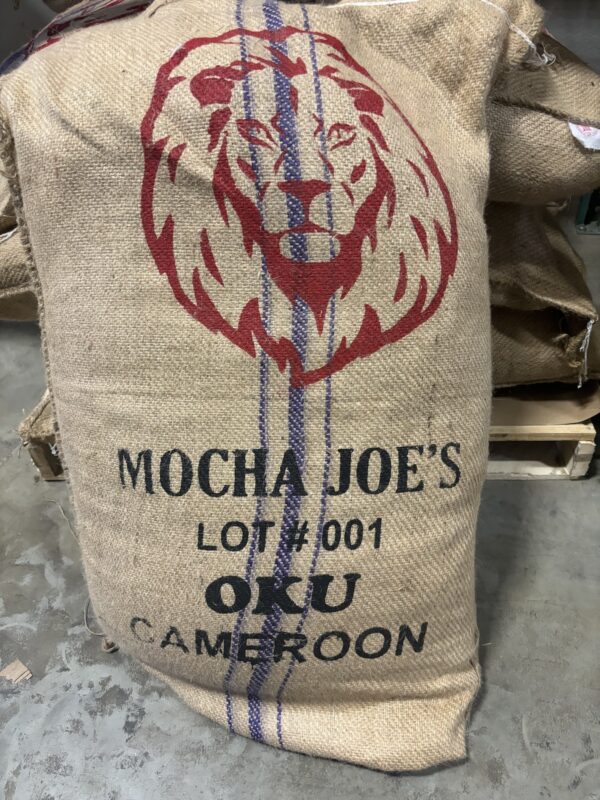 MOCHA JOE'S
LOT # 001
OKU
CAMEROON